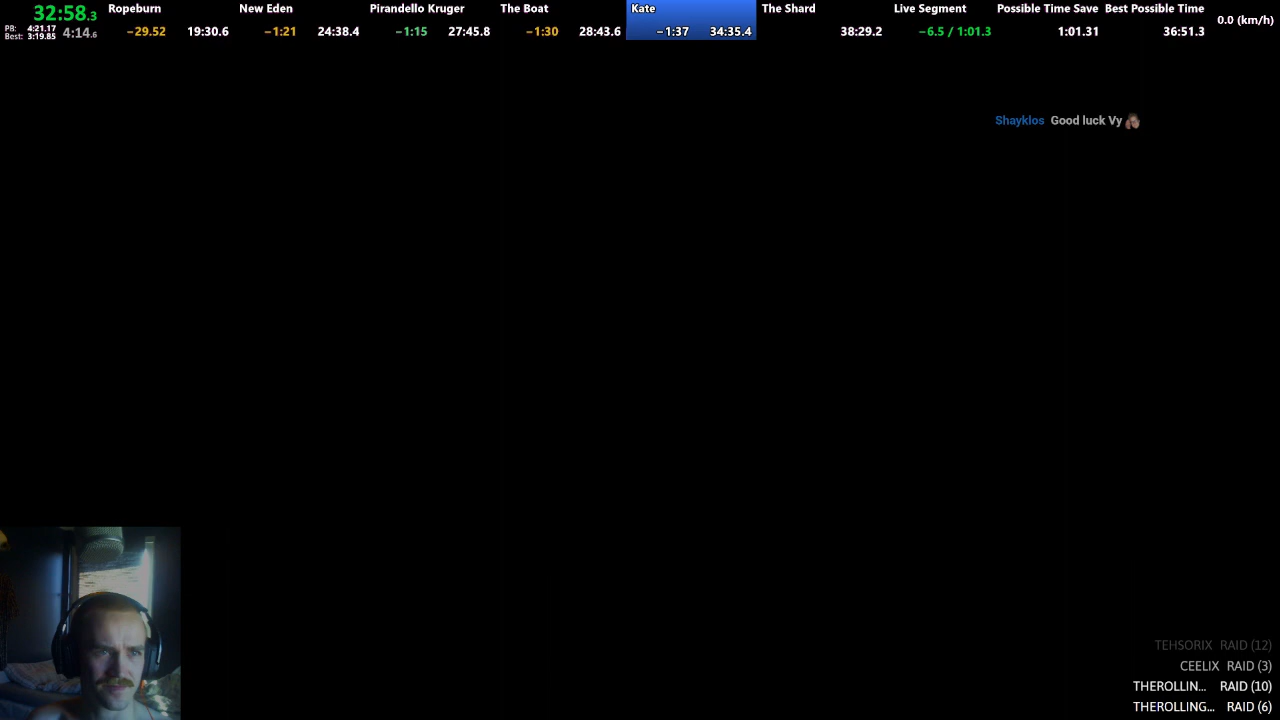 32:58.3
PB: 4:21.17
Best: 3:19.85
4:14.6
Ropeburn
−29.52 19:30.6
New Eden
−1:21 24:38.4
Pirandello Kruger
−1:15 27:45.8
The Boat
−1:30 28:43.6
Kate
−1:37 34:35.4
The Shard
38:29.2
Live Segment
−6.5 / 1:01.3
Possible Time Save
1:01.31
Best Possible Time
36:51.3
0.0 (km/h)
Shayklos Good luck Vy
TEHSORIX RAID (12)
CEELIX RAID (3)
THEROLLIN... RAID (10)
THEROLLING... RAID (6)